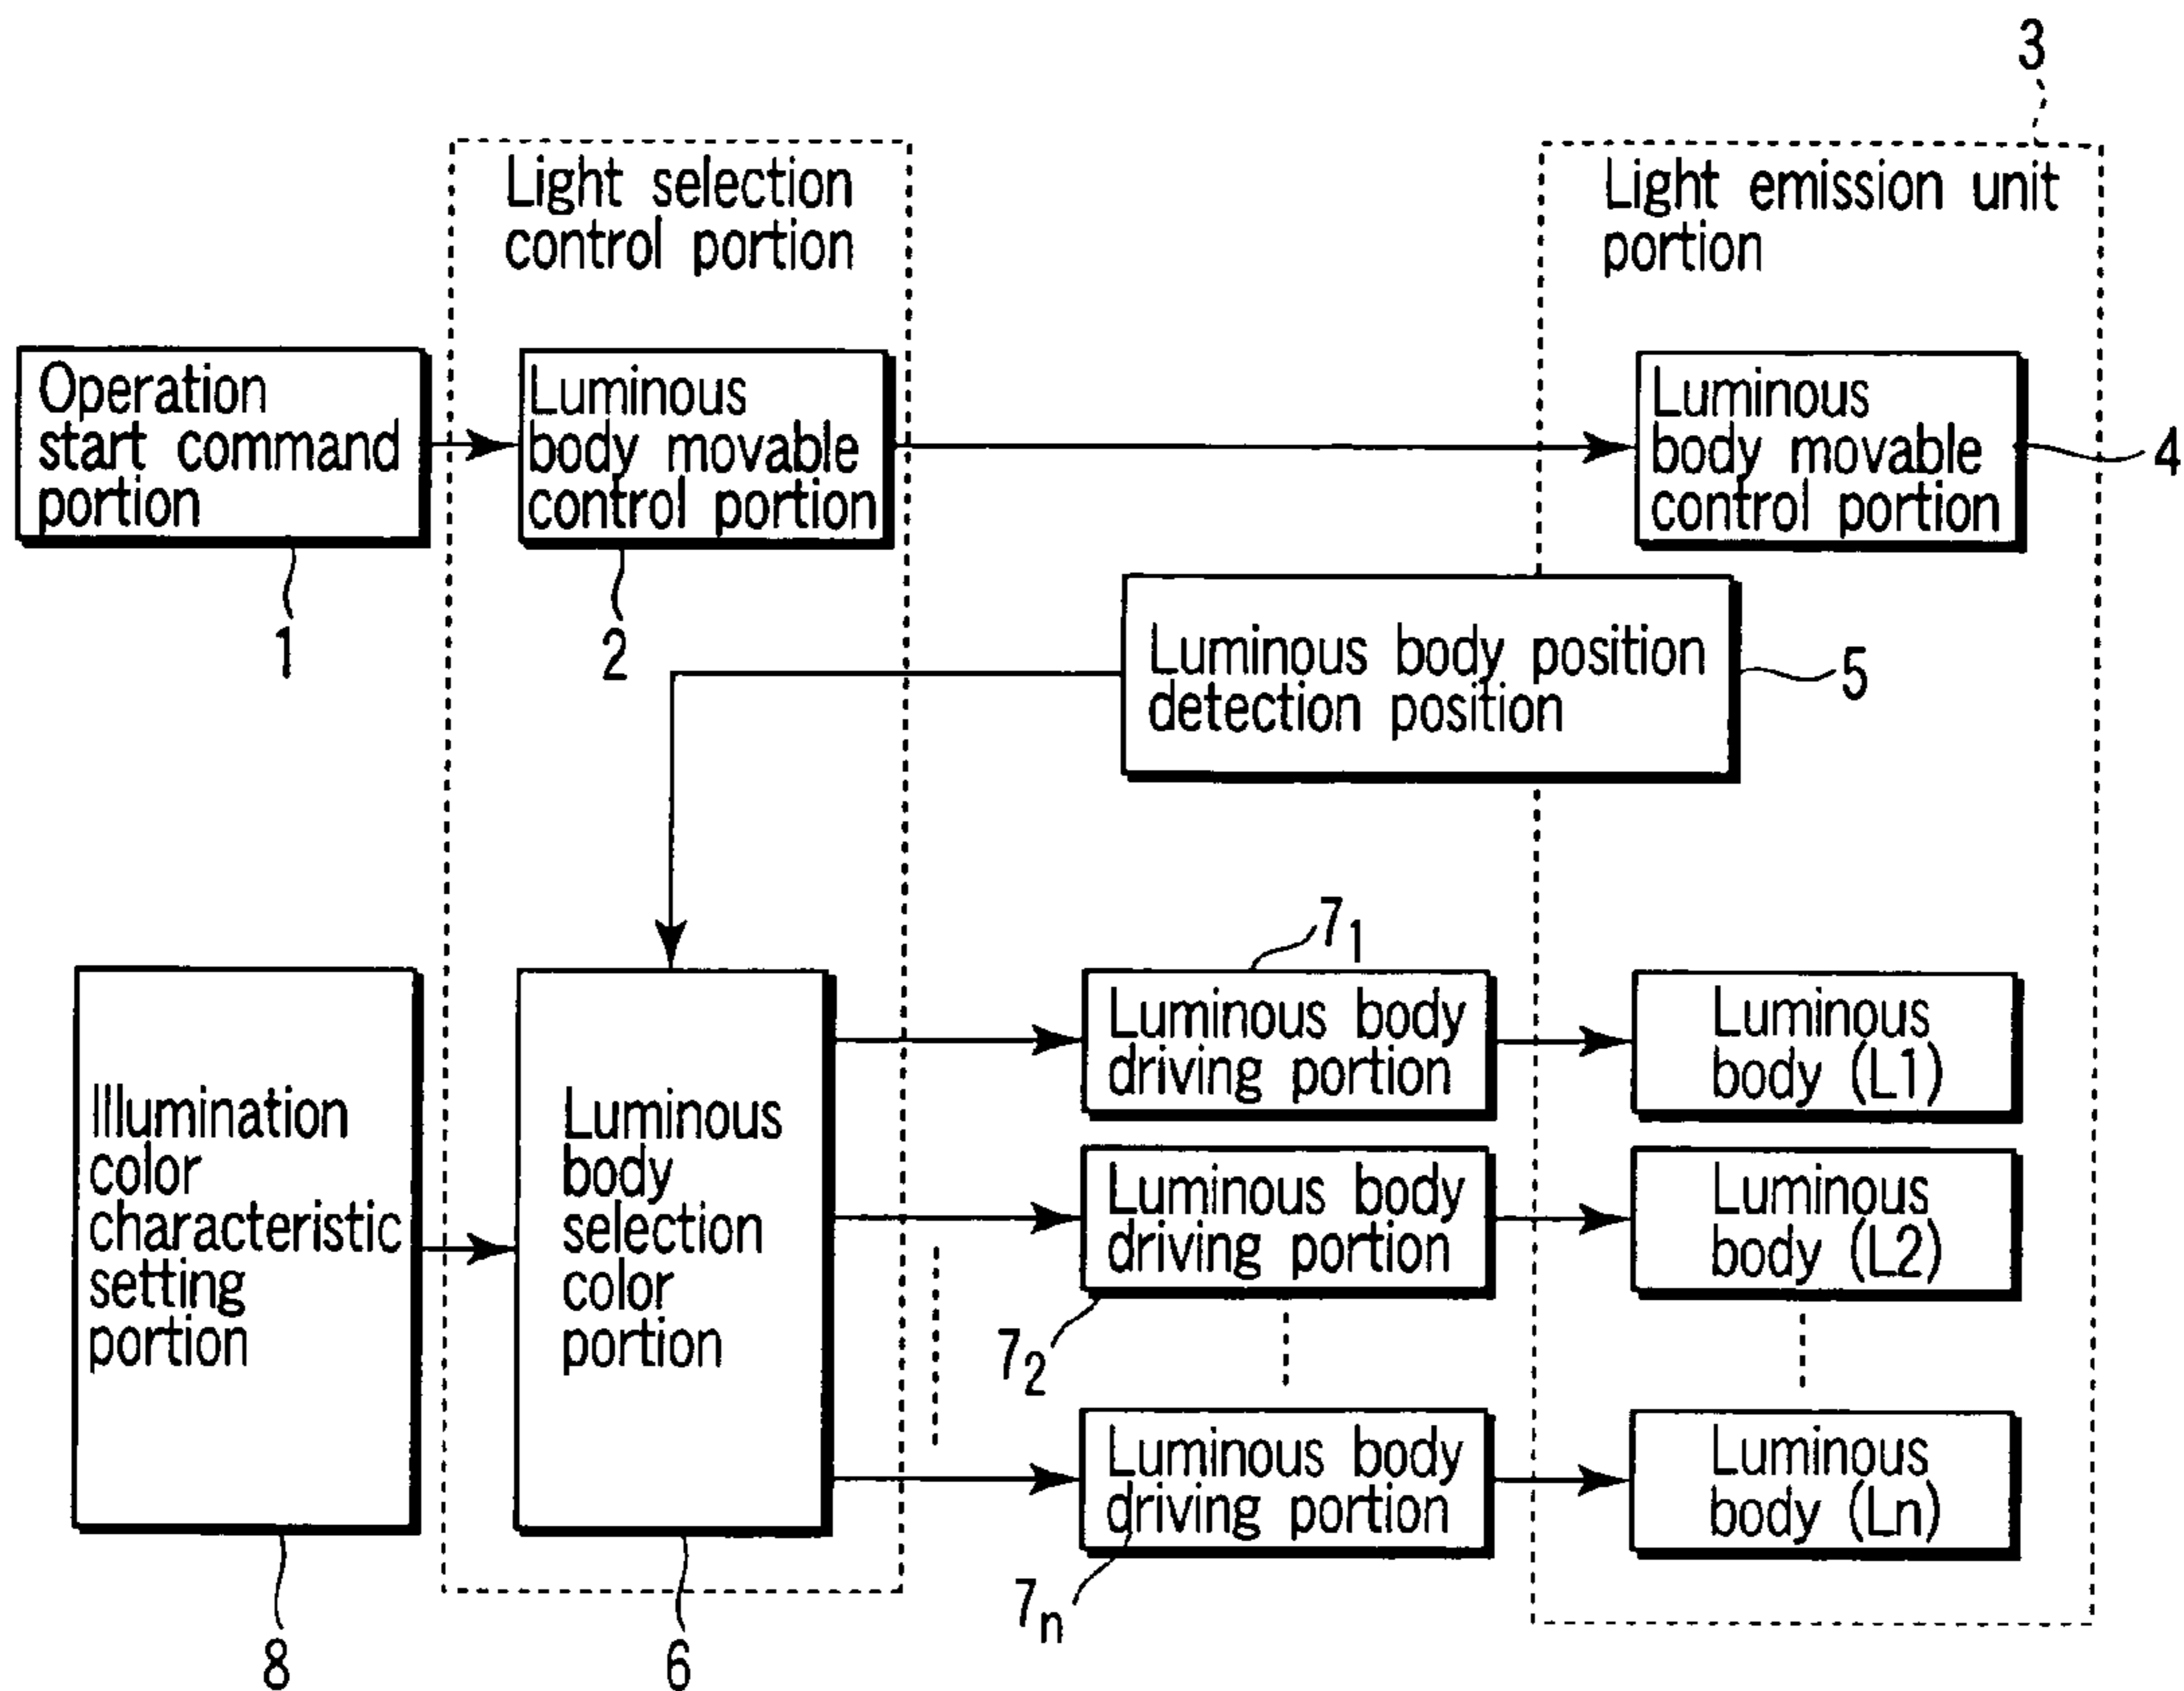 3
Light selection
control portion
Light emission unit
portion
Operation
start command
portion
1
Luminous
body movable
control portion
2
Luminous
body movable
control portion
4
Luminous body position
detection position
5
Illumination
color
characteristic
setting
portion
8
Luminous
body
selection
color
portion
6
71
Luminous body
driving portion
Luminous
body (L1)
Luminous body
driving portion
72
Luminous
body (L2)
Luminous body
driving portion
7n
Luminous
body (Ln)